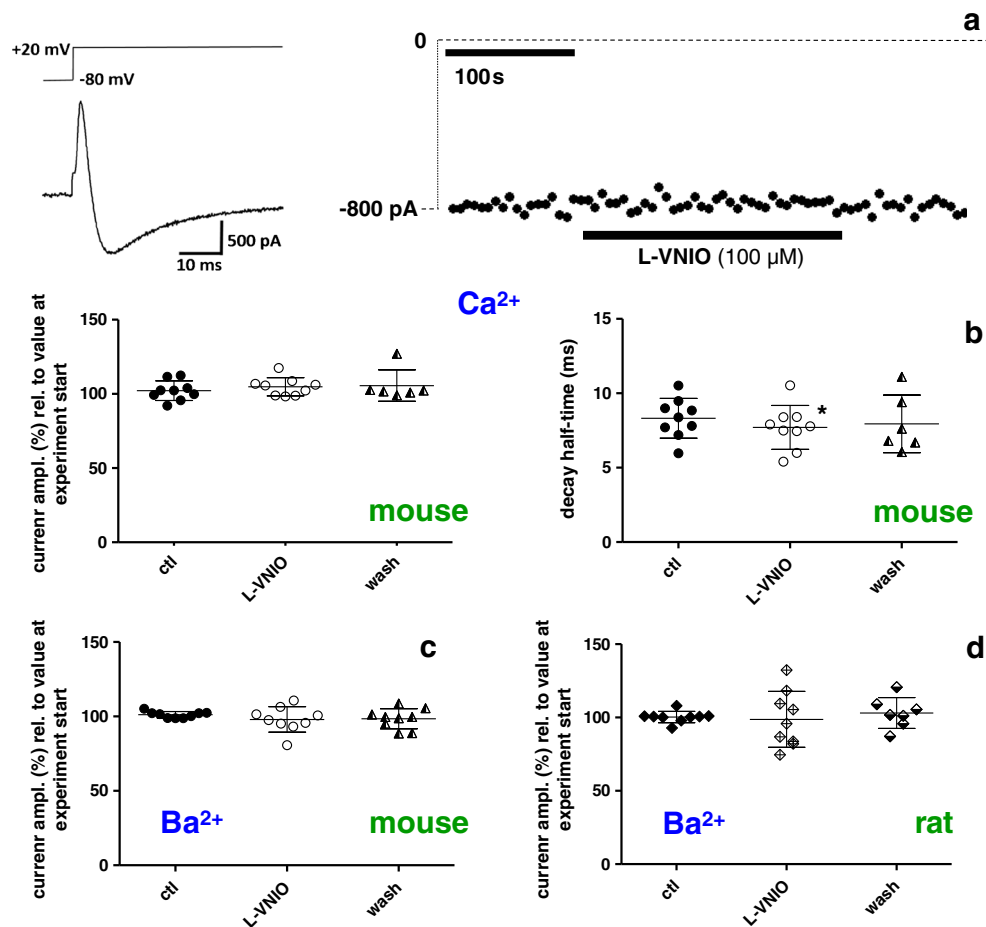 a
+20 mV
-80 mV
500 pA
10 ms
0
100s
-800 pA
L-VNIO (100 µM)
Ca²⁺
currenr ampl. (%) rel. to value at
experiment start
150
100
50
0
mouse
ctl
L-VNIO
wash
b
decay half-time (ms)
15
10
5
0
*
mouse
ctl
L-VNIO
wash
c
currenr ampl. (%) rel. to value at
experiment start
150
100
50
0
Ba²⁺
mouse
ctl
L-VNIO
wash
d
currenr ampl. (%) rel. to value at
experiment start
150
100
50
0
Ba²⁺
rat
ctl
L-VNIO
wash